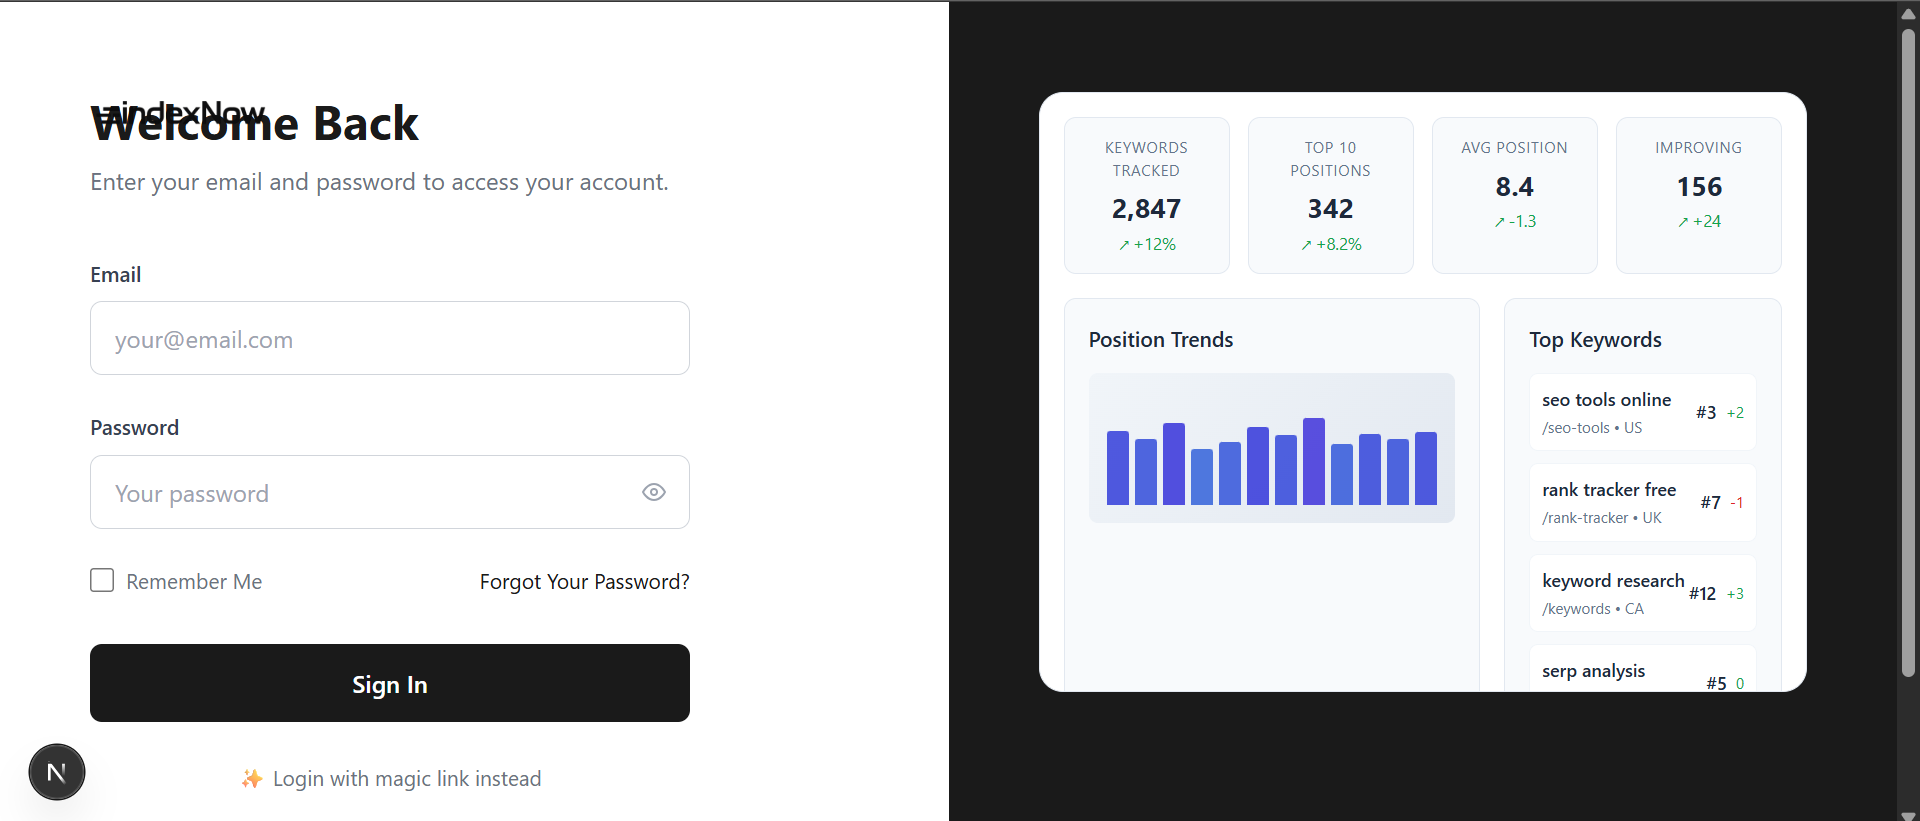 indexNow
Welcome Back
Enter your email and password to access your account.
Email
your@email.com
Password
Your password
Remember Me
Forgot Your Password?
Sign In
N
✨ Login with magic link instead
KEYWORDS
TRACKED
2,847
↗ +12%
TOP 10
POSITIONS
342
↗ +8.2%
AVG POSITION
8.4
↗ -1.3
IMPROVING
156
↗ +24
Position Trends
Top Keywords
seo tools online
/seo-tools • US
#3 +2
rank tracker free
/rank-tracker • UK
#7 -1
keyword research
/keywords • CA
#12 +3
serp analysis
#5 0